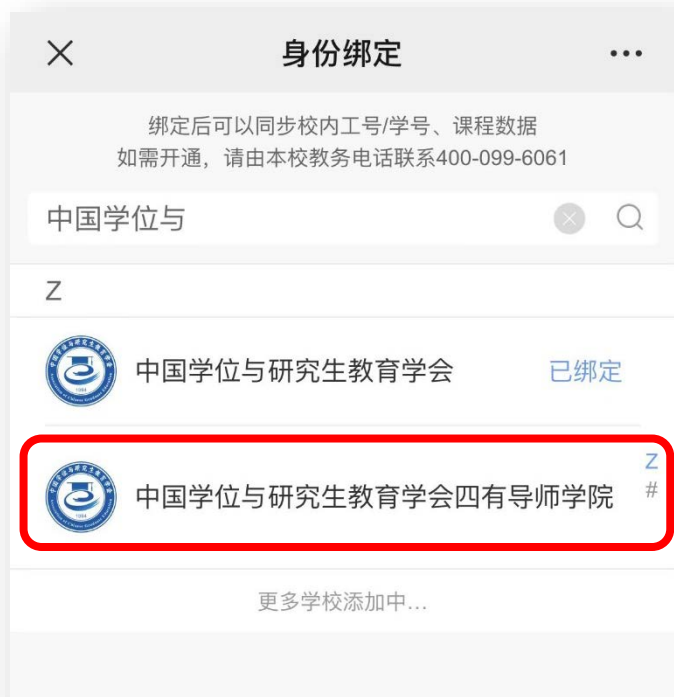 身份绑定
绑定后可以同步校内工号/学号、课程数据
如需开通，请由本校教务电话联系400-099-6061
中国学位与
Z
中国学位与研究生教育学会
已绑定
中国学位与研究生教育学会四有导师学院
Z
#
更多学校添加中...